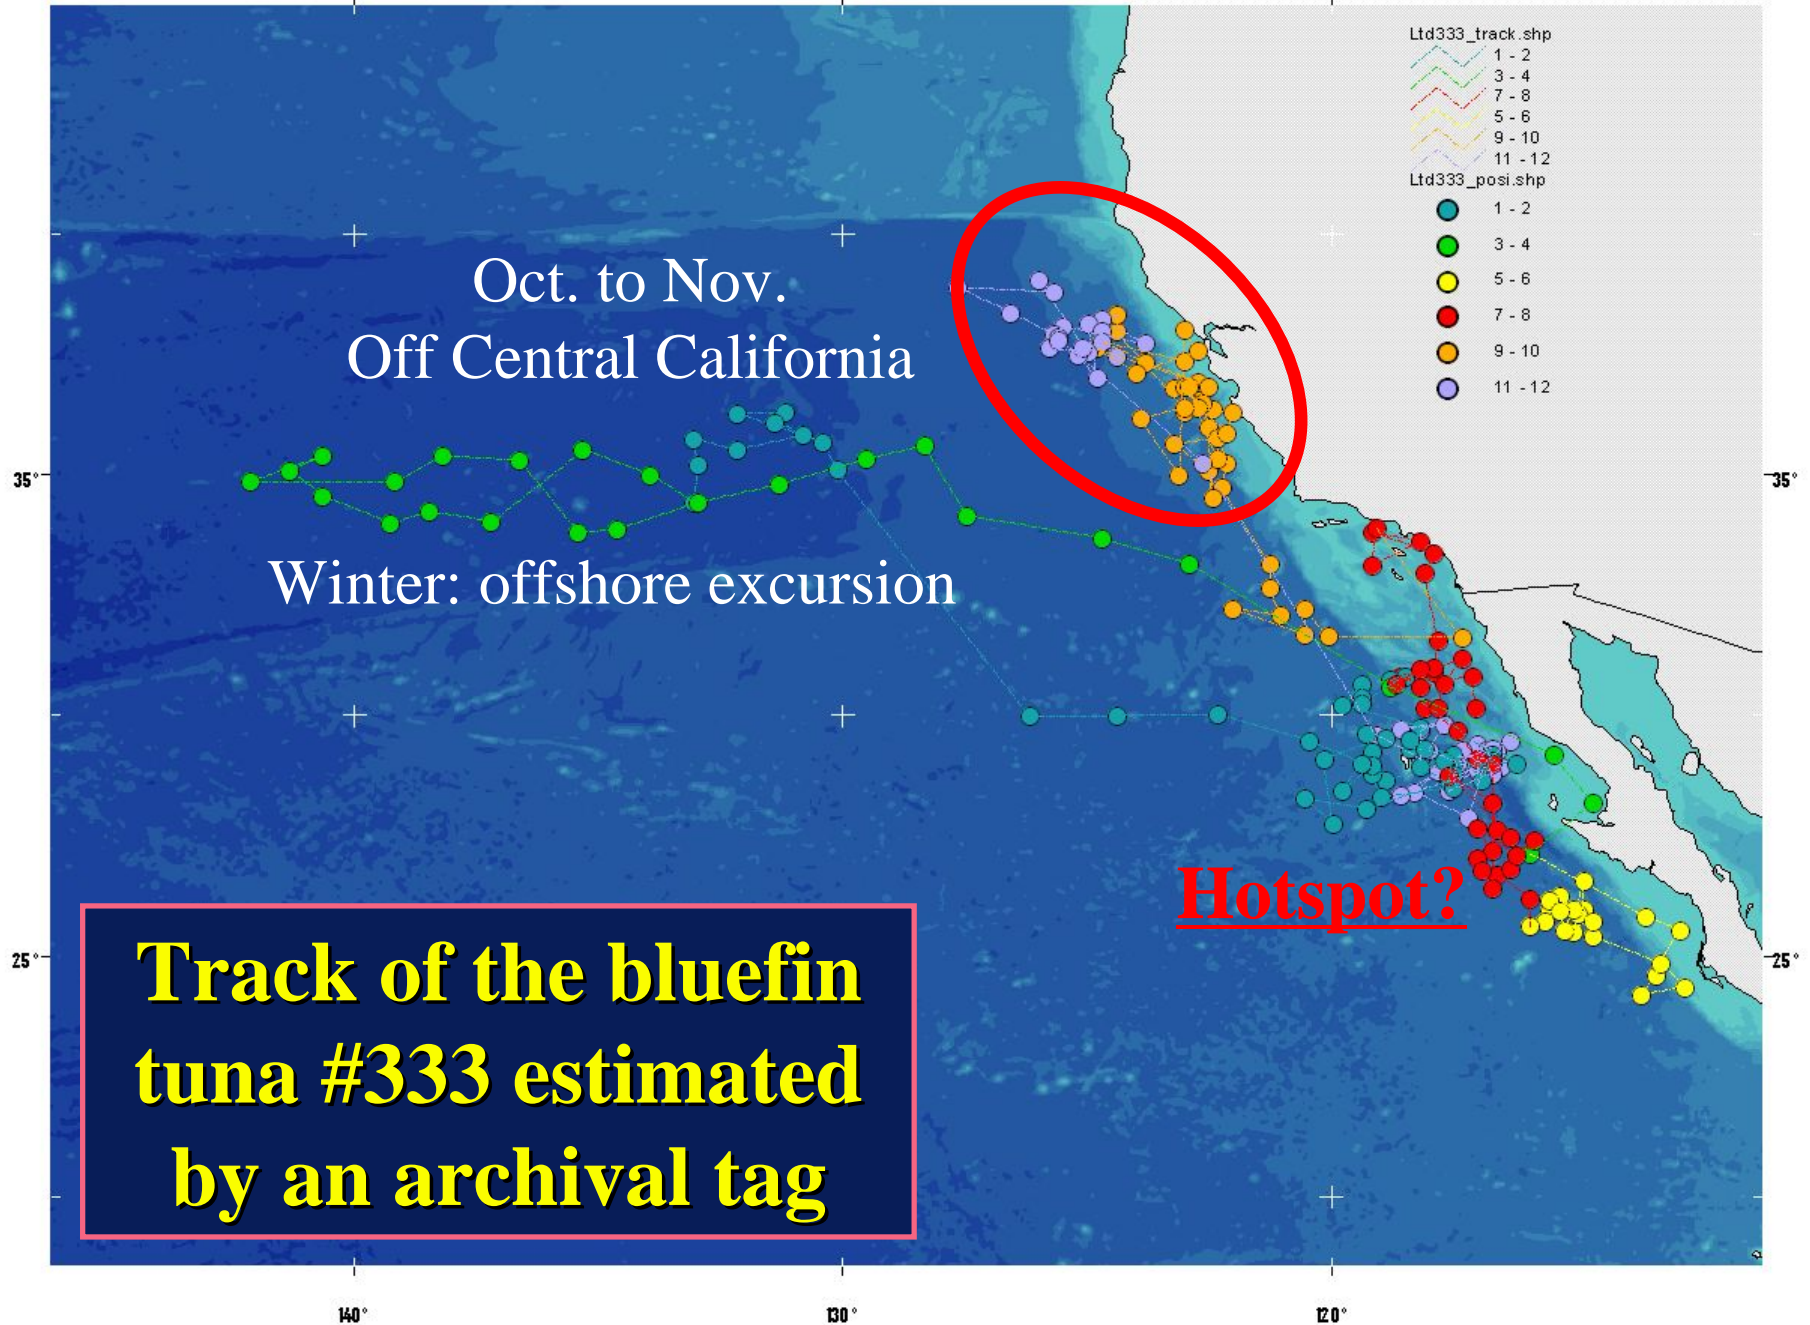 Ltd333_track.shp
1 - 2
3 - 4
7 - 8
5 - 6
9 - 10
11 - 12
Ltd333_posi.shp
1 - 2
3 - 4
5 - 6
7 - 8
9 - 10
11 - 12
Oct. to Nov.
Off Central California
35°
35°
Winter: offshore excursion
Hotspot?
25°
25°
Track of the bluefin
tuna #333 estimated
by an archival tag
140°
130°
120°